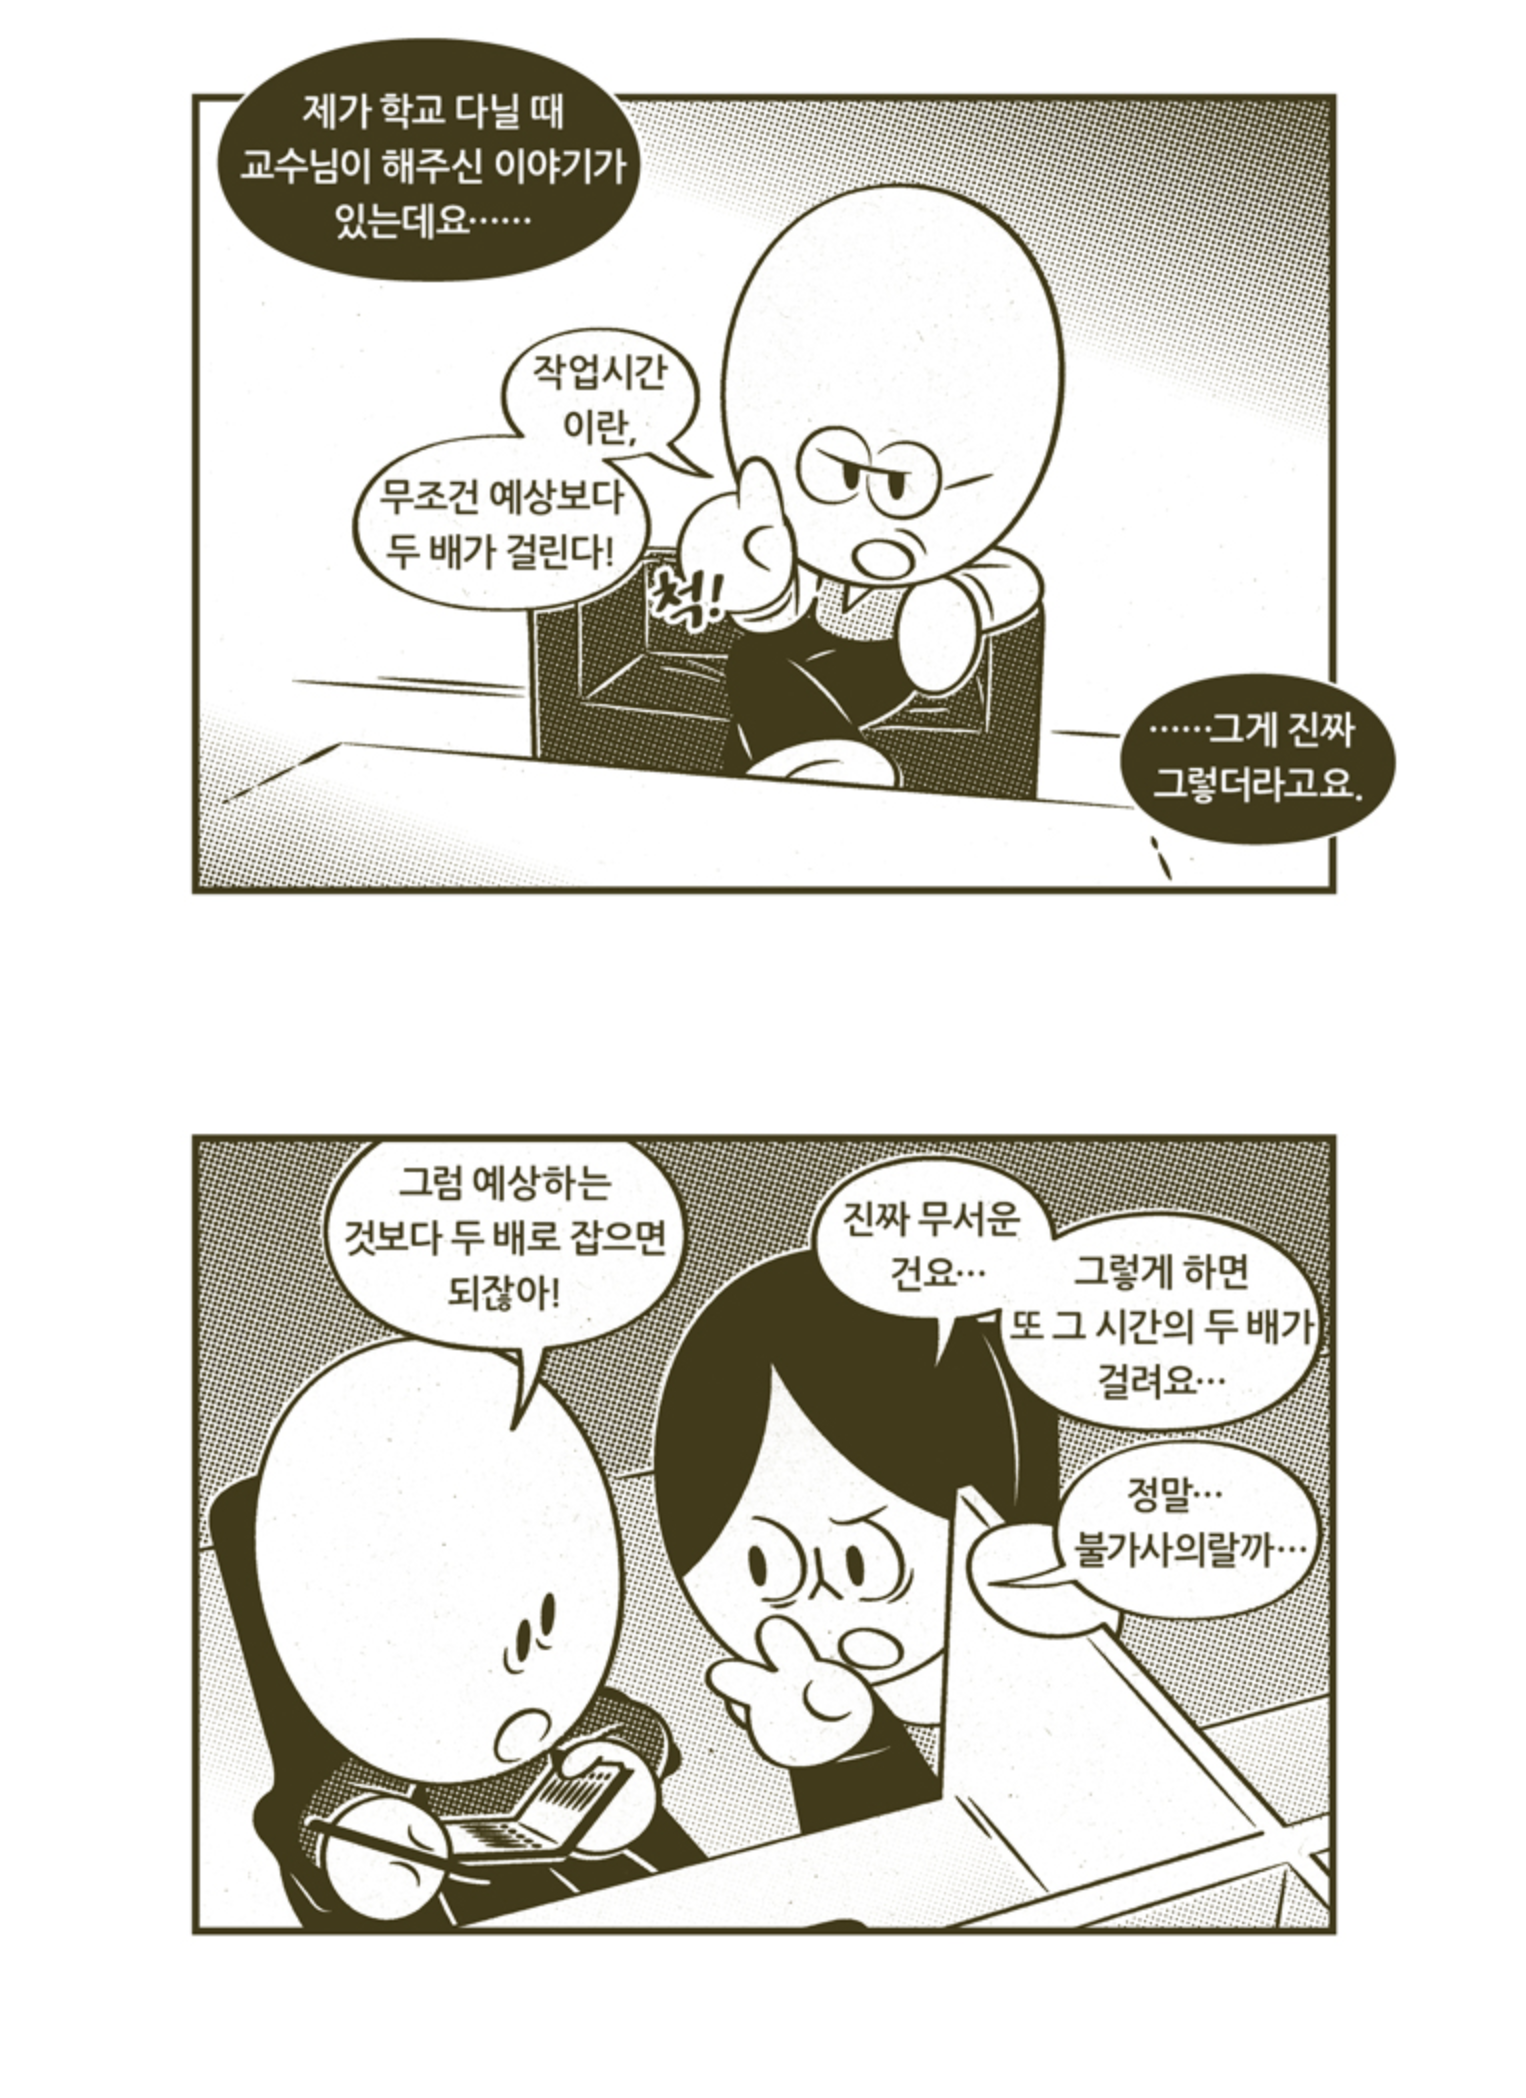 제가 학교 다닐 때
교수님이 해주신 이야기가
있는데요……
작업시간
이란,
무조건 예상보다
두 배가 걸린다!
척!
……그게 진짜
그렇더라고요.
그럼 예상하는
것보다 두 배로 잡으면
되잖아!
진짜 무서운
건요…
그렇게 하면
또 그 시간의 두 배가
걸려요…
정말…
불가사의랄까…